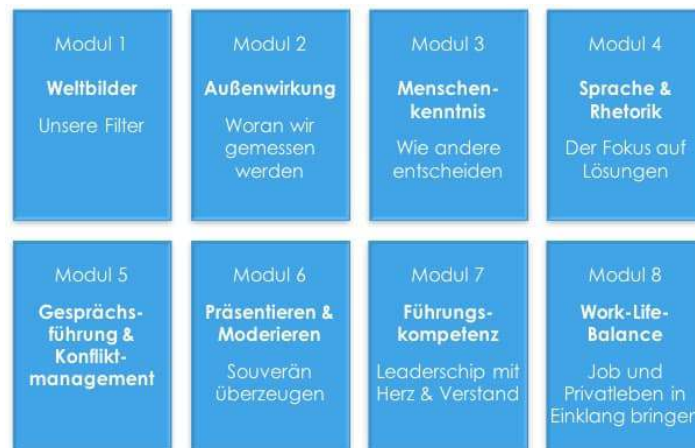 Modul 1
Weltbilder
Unsere Filter
Modul 2
Außenwirkung
Woran wir
gemessen
werden
Modul 3
Menschen-
kenntnis
Wie andere
entscheiden
Modul 4
Sprache &
Rhetorik
Der Fokus auf
Lösungen
Modul 5
Gesprächs-
führung &
Konflikt-
management
Modul 6
Präsentieren &
Moderieren
Souverän
überzeugen
Modul 7
Führungs-
kompetenz
Leaderschip mit
Herz & Verstand
Modul 8
Work-Life-
Balance
Job und
Privatleben in
Einklang bringen